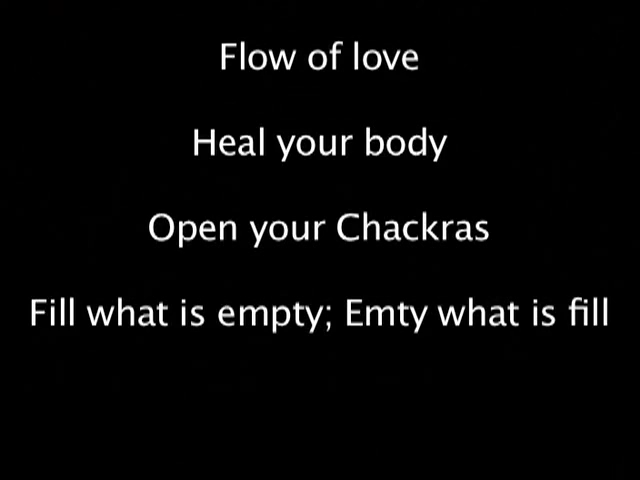 Flow of love
Heal your body
Open your Chackras
Fill what is empty; Emty what is fill